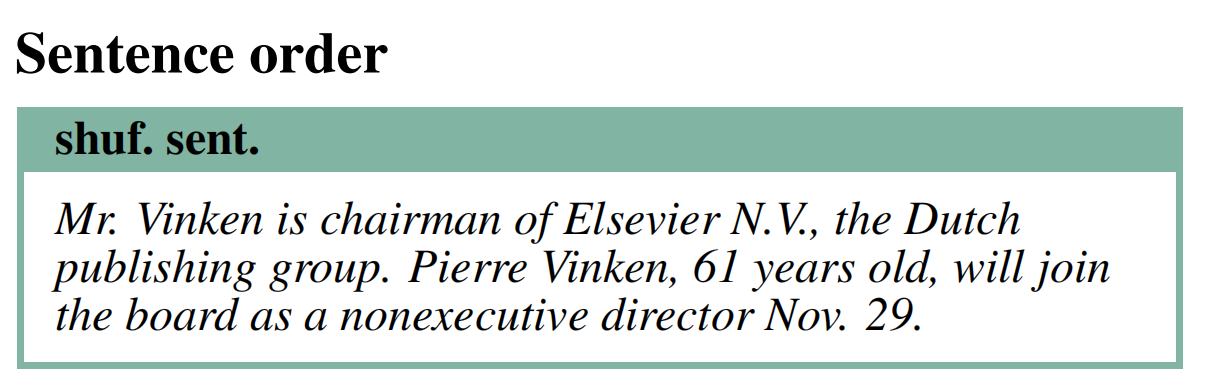 Sentence order
shuf. sent.
Mr. Vinken is chairman of Elsevier N.V., the Dutch
publishing group. Pierre Vinken, 61 years old, will join
the board as a nonexecutive director Nov. 29.